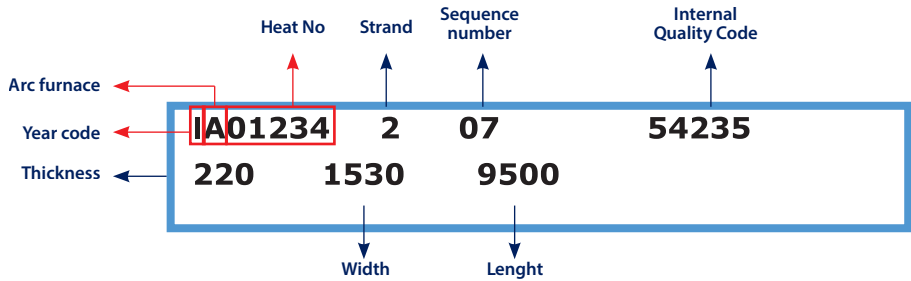 Heat No
Strand
Sequence
number
Internal
Quality Code
Arc furnace
Year code
Thickness
IA01234 2 07 54235
220 1530 9500
Width
Lenght